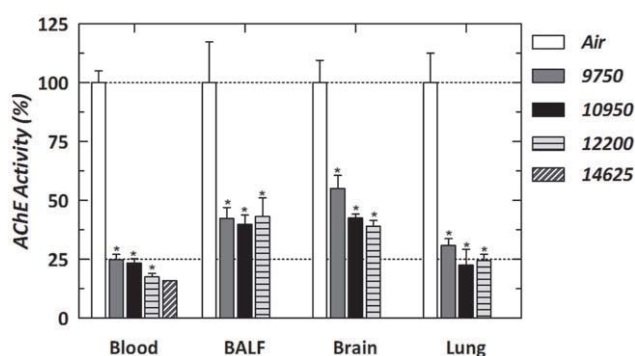 125
100
75
50
25
0
AChE Activity (%)
* * *
* * *
* * *
* * *
Blood BALF Brain Lung
Air
9750
10950
12200
14625